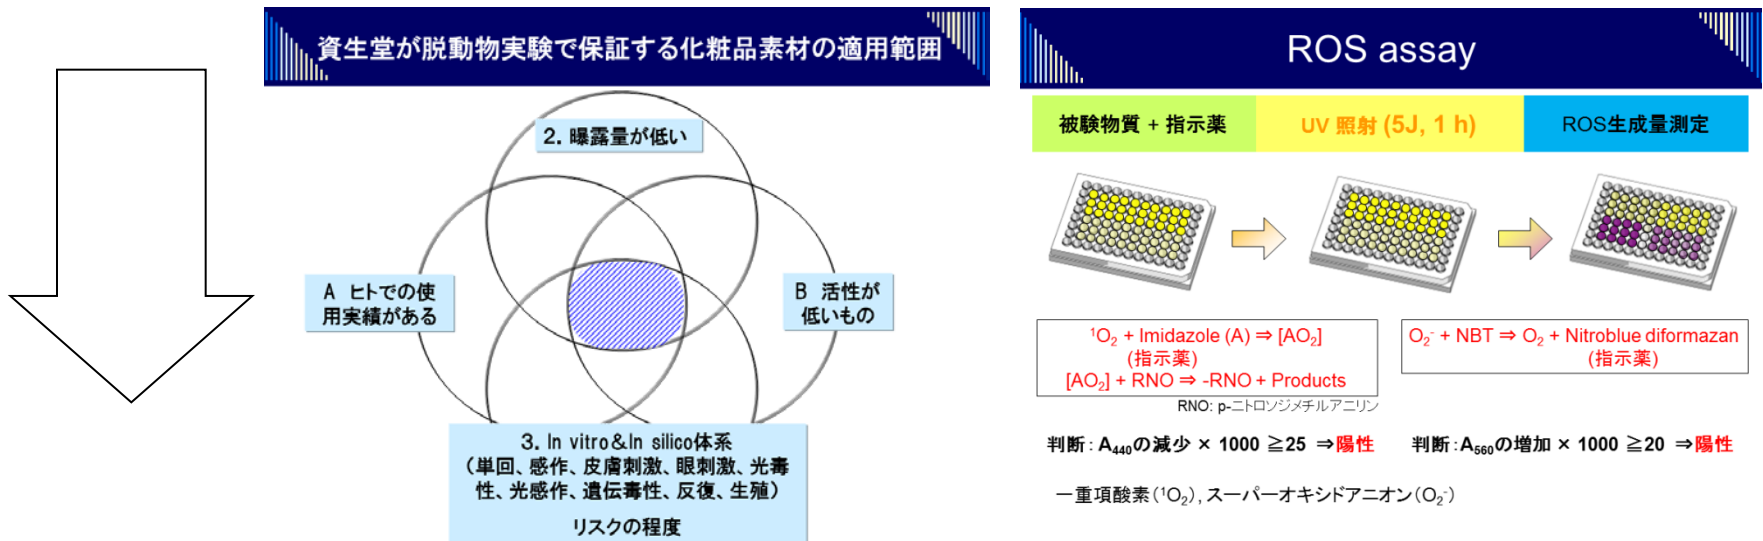 資生堂が脱動物実験で保証する化粧品素材の適用範囲
2. 曝露量が低い
A ヒトでの使
用実績がある
B 活性が
低いもの
3. In vitro&In silico体系
（単回、感作、皮膚刺激、眼刺激、光毒
性、光感作、遺伝毒性、反復、生殖）
リスクの程度
ROS assay
被験物質 + 指示薬
UV 照射 (5J, 1 h)
ROS生成量測定
¹O₂ + Imidazole (A) ⇒ [AO₂]
(指示薬)
[AO₂] + RNO ⇒ -RNO + Products
RNO: p-ニトロソジメチルアニリン
O₂⁻ + NBT ⇒ O₂ + Nitroblue diformazan
(指示薬)
判断：A₄₄₀の減少 × 1000 ≧25 ⇒陽性
判断：A₅₆₀の増加 × 1000 ≧20 ⇒陽性
一重項酸素（¹O₂）, スーパーオキシドアニオン（O₂⁻）